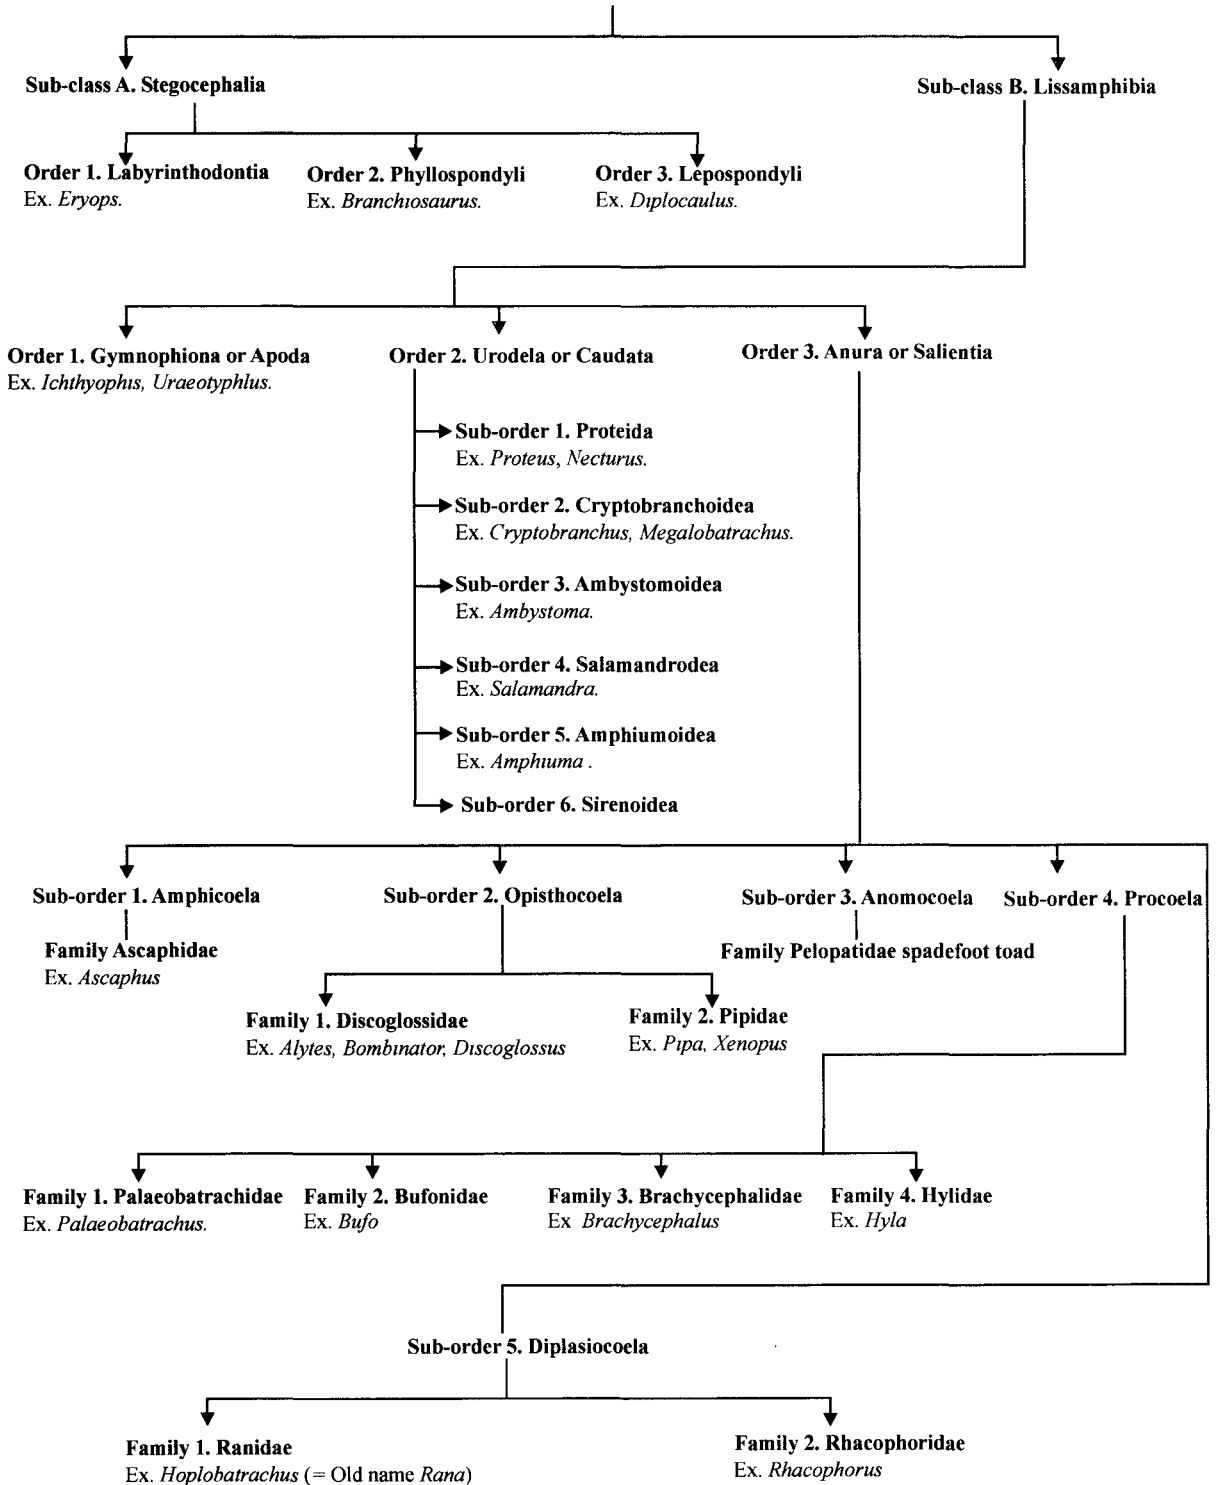 Sub-class A. Stegocephalia
Sub-class B. Lissamphibia
Order 1. Labyrinthodontia
Ex. Eryops.
Order 2. Phyllospondyli
Ex. Branchiosaurus.
Order 3. Lepospondyli
Ex. Diplocaulus.
Order 1. Gymnophiona or Apoda
Ex. Ichthyophis, Uraeotyphlus.
Order 2. Urodela or Caudata
Order 3. Anura or Salientia
Sub-order 1. Proteida
Ex. Proteus, Necturus.
Sub-order 2. Cryptobranchoidea
Ex. Cryptobranchus, Megalobatrachus.
Sub-order 3. Ambystomoidea
Ex. Ambystoma.
Sub-order 4. Salamandrodea
Ex. Salamandra.
Sub-order 5. Amphiumoidea
Ex. Amphiuma .
Sub-order 6. Sirenoidea
Sub-order 1. Amphicoela
Family Ascaphidae
Ex. Ascaphus
Sub-order 2. Opisthocoela
Sub-order 3. Anomocoela
Family Pelopatidae spadefoot toad
Sub-order 4. Procoela
Family 1. Discoglossidae
Ex. Alytes, Bombinator, Discoglossus
Family 2. Pipidae
Ex. Pipa, Xenopus
Family 1. Palaeobatrachidae
Ex. Palaeobatrachus.
Family 2. Bufonidae
Ex. Bufo
Family 3. Brachycephalidae
Ex Brachycephalus
Family 4. Hylidae
Ex. Hyla
Sub-order 5. Diplasiocoela
Family 1. Ranidae
Ex. Hoplobatrachus (= Old name Rana)
Family 2. Rhacophoridae
Ex. Rhacophorus